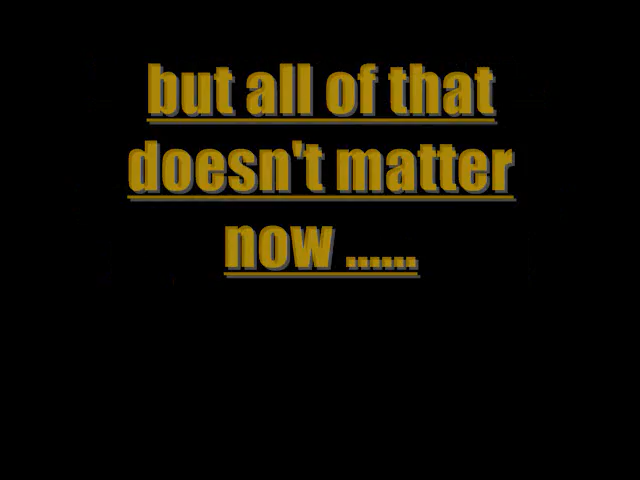 but all of that
doesn't matter
now ......